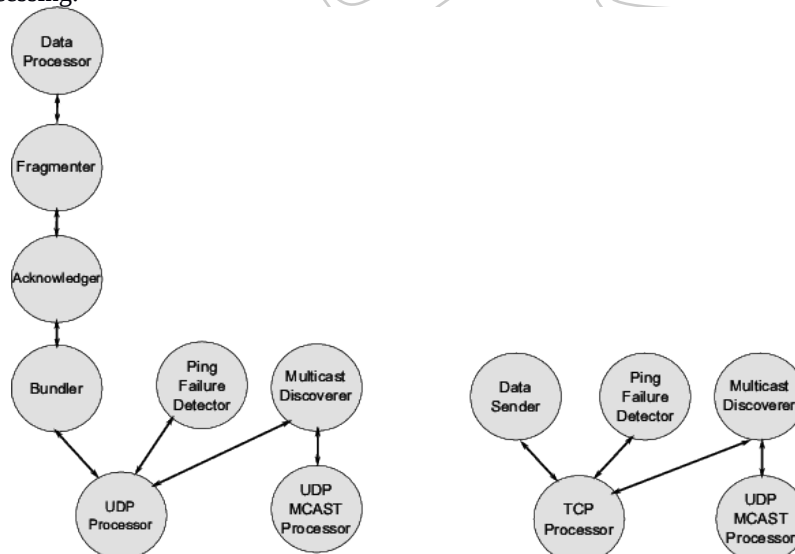 Data
Processor
Fragmenter
Acknowledger
Bundler
Ping
Failure
Detector
Multicast
Discoverer
UDP
Processor
UDP
MCAST
Processor
Data
Sender
Ping
Failure
Detector
Multicast
Discoverer
TCP
Processor
UDP
MCAST
Processor